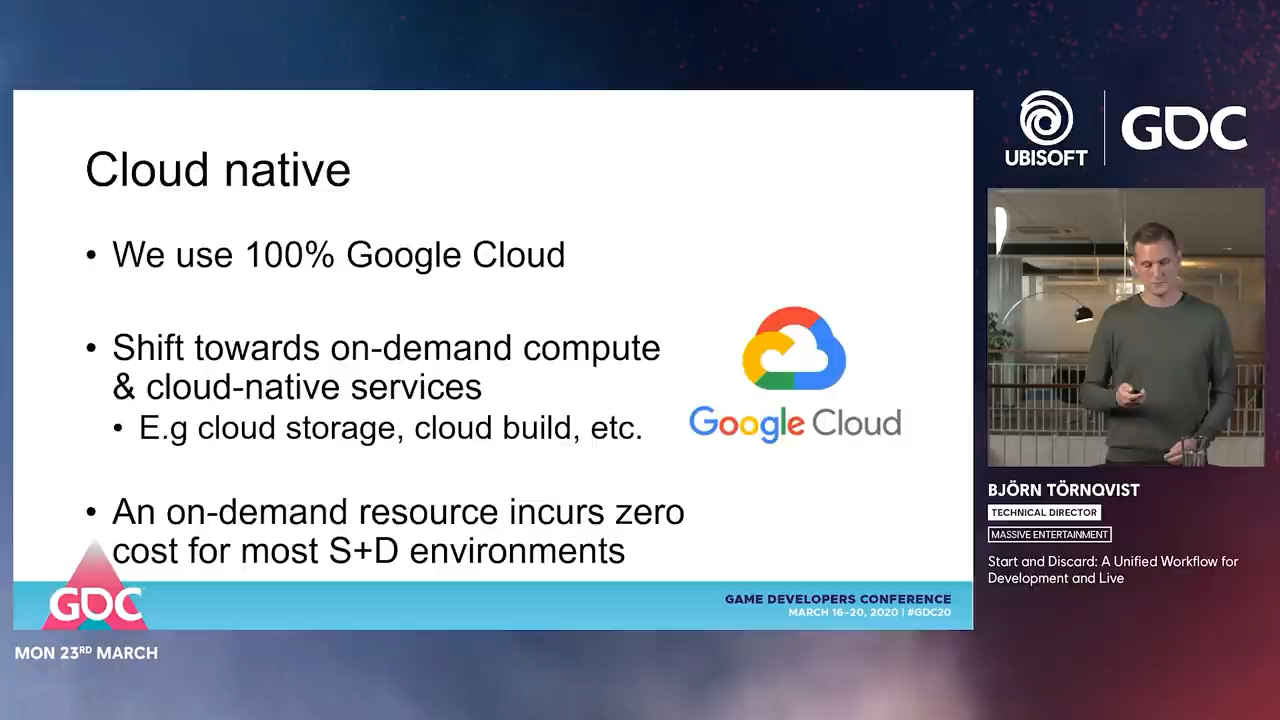 Cloud native
• We use 100% Google Cloud
• Shift towards on-demand compute
& cloud-native services
• E.g cloud storage, cloud build, etc.
• An on-demand resource incurs zero
cost for most S+D environments
Google Cloud
GDC
GAME DEVELOPERS CONFERENCE
MARCH 16–20, 2020 | #GDC20
MON 23RD MARCH
UBISOFT
GDC
BJÖRN TÖRNQVIST
TECHNICAL DIRECTOR
MASSIVE ENTERTAINMENT
Start and Discard: A Unified Workflow for
Development and Live